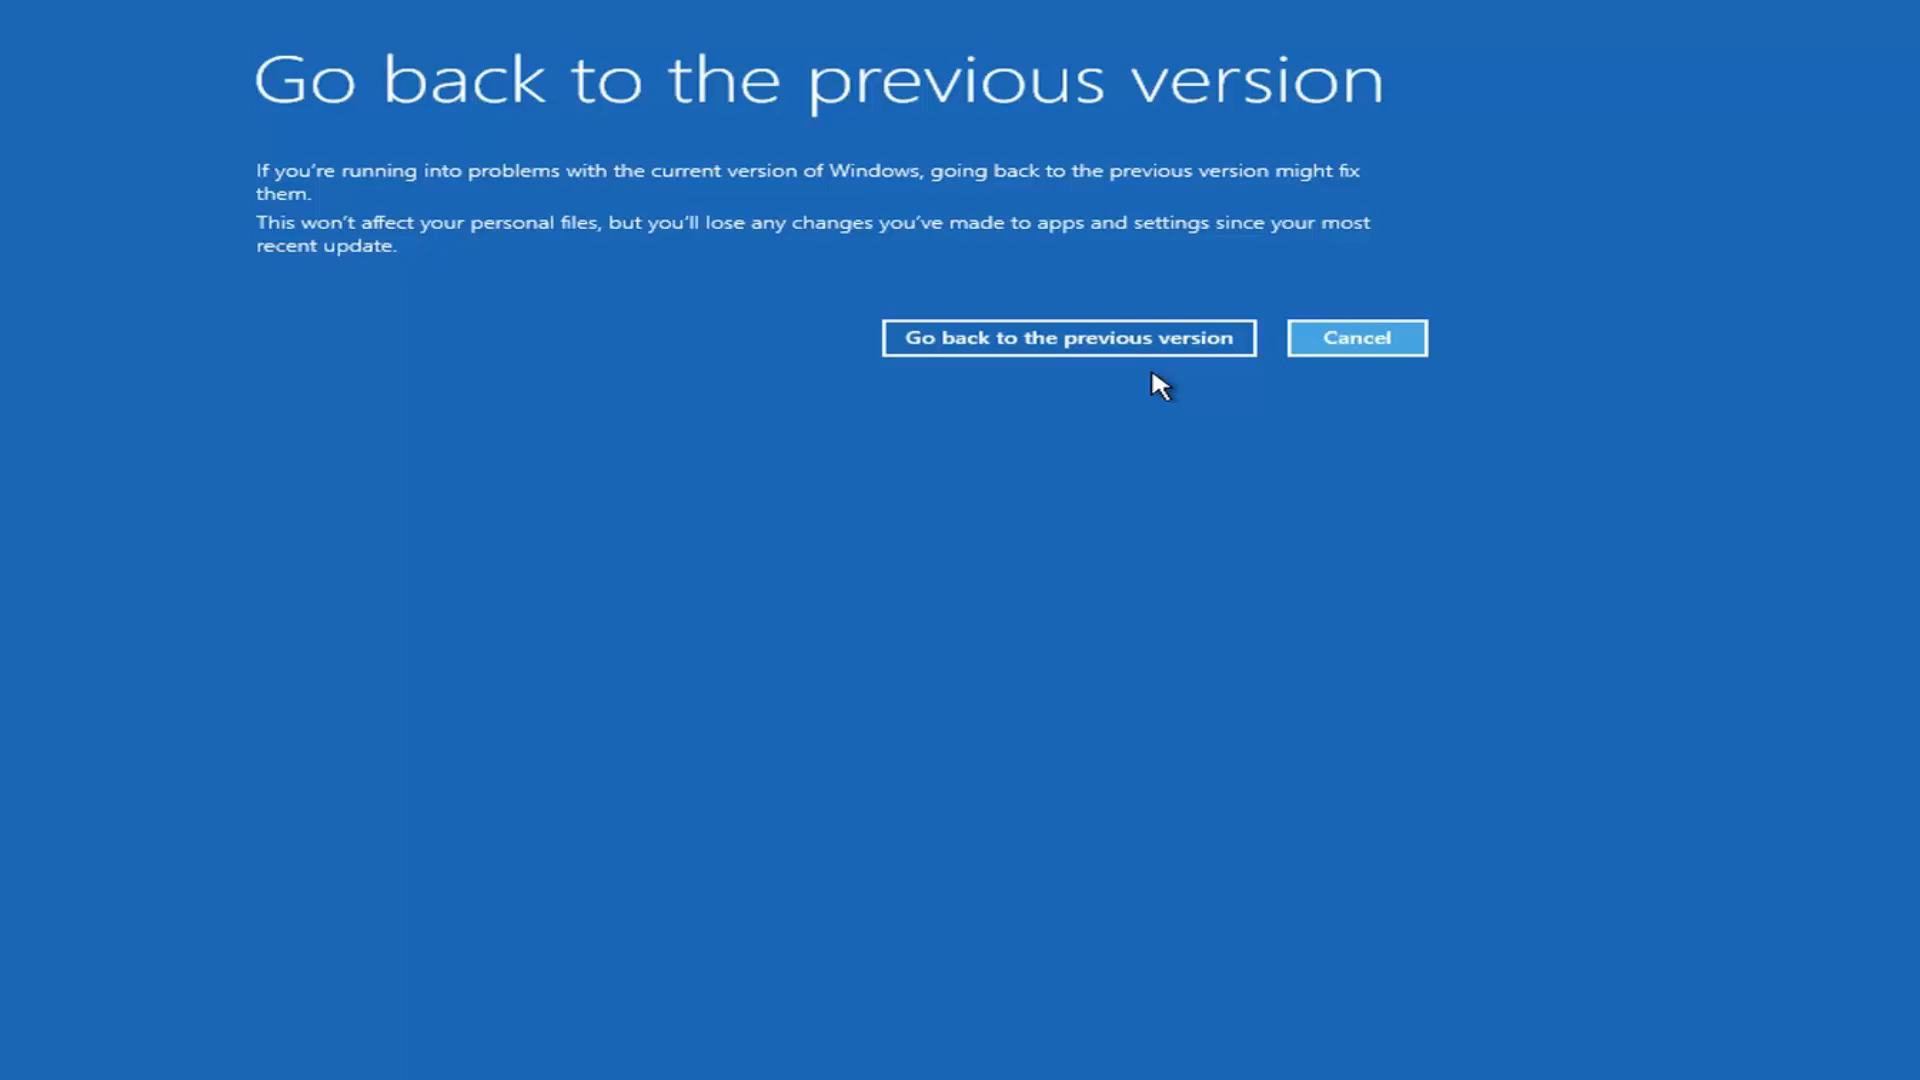 Go back to the previous version
If you’re running into problems with the current version of Windows, going back to the previous version might fix
them.
This won’t affect your personal files, but you’ll lose any changes you’ve made to apps and settings since your most
recent update.
Go back to the previous version
Cancel